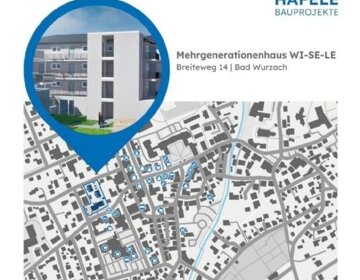 HÄFELE
BAUPROJEKTE
Mehrgenerationenhaus WI-SE-LE
Breiteweg 14 | Bad Wurzach